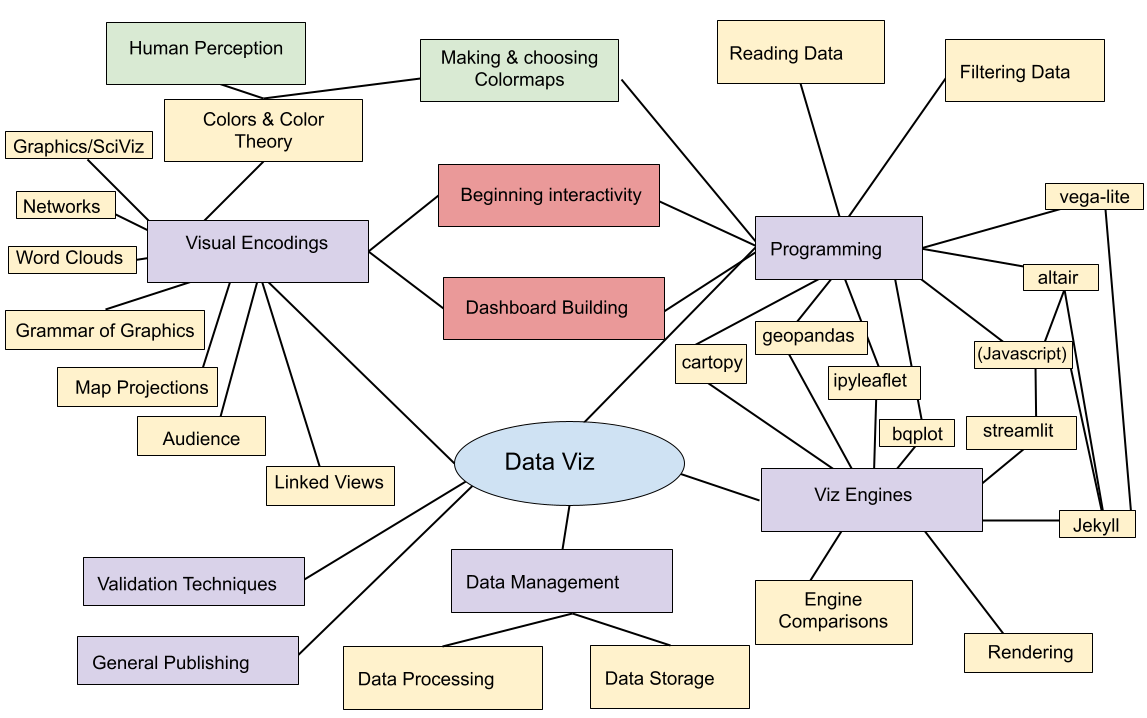 Human Perception
Making & choosing
Colormaps
Reading Data
Filtering Data
Colors & Color
Theory
Graphics/SciViz
Networks
Word Clouds
Visual Encodings
Beginning interactivity
Programming
vega-lite
altair
Grammar of Graphics
Dashboard Building
geopandas
cartopy
(Javascript)
ipyleaflet
Map Projections
Audience
bqplot
streamlit
Linked Views
Data Viz
Viz Engines
Jekyll
Validation Techniques
Data Management
Engine
Comparisons
General Publishing
Data Processing
Data Storage
Rendering